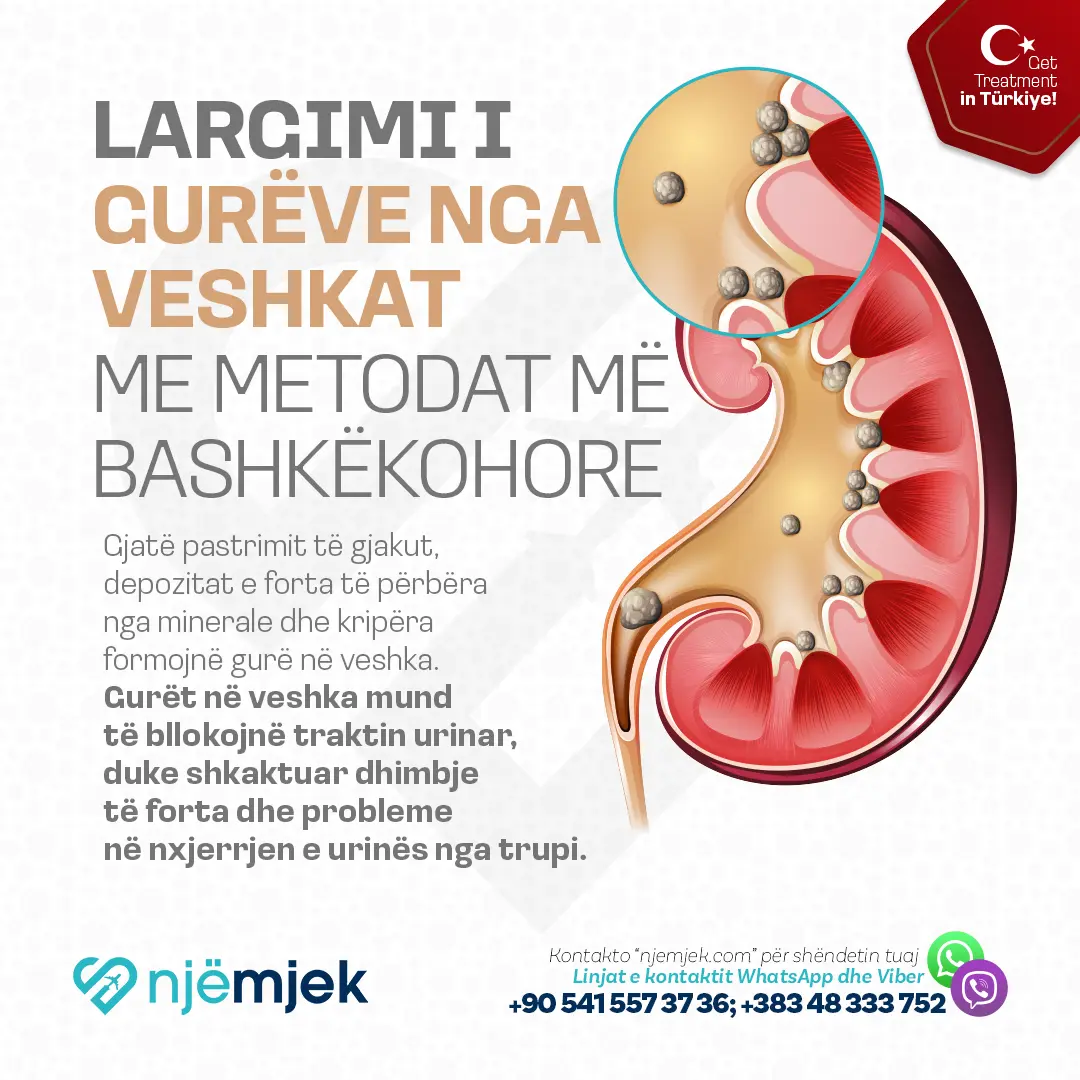 Get
Treatment
in Türkiye!
LARGIMI I
GURËVE NGA
VESHKAT
ME METODAT MË
BASHKËKOHORE
Gjatë pastrimit të gjakut,
depozitat e forta të përbëra
nga minerale dhe kripëra
formojnë gurë në veshka.
Gurët në veshka mund
të bllokojnë traktin urinar,
duke shkaktuar dhimbje
të forta dhe probleme
në nxjerrjen e urinës nga trupi.
njëmjek
Kontakto "njemjek.com" për shëndetin tuaj
Linjat e kontaktit WhatsApp dhe Viber
+90 541 557 37 36; +383 48 333 752